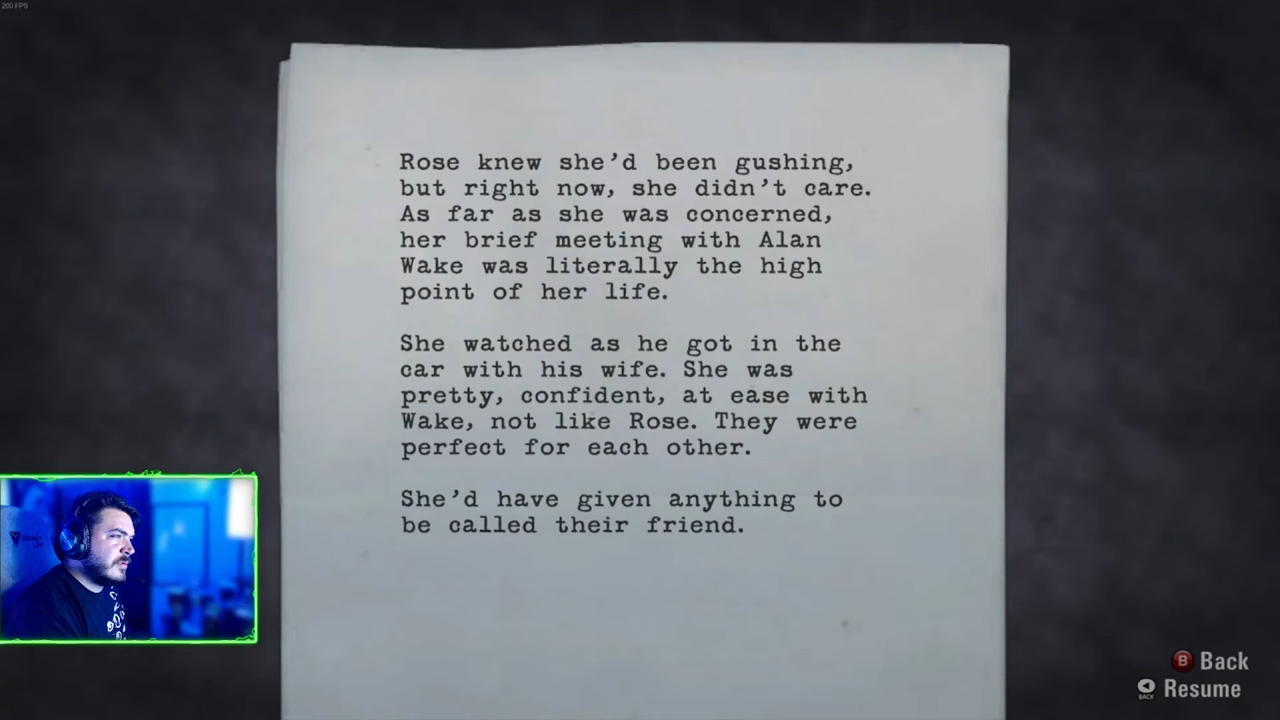 200 FPS
Rose knew she’d been gushing,
but right now, she didn’t care.
As far as she was concerned,
her brief meeting with Alan
Wake was literally the high
point of her life.
She watched as he got in the
car with his wife. She was
pretty, confident, at ease with
Wake, not like Rose. They were
perfect for each other.
She’d have given anything to
be called their friend.
B Back
BACK Resume